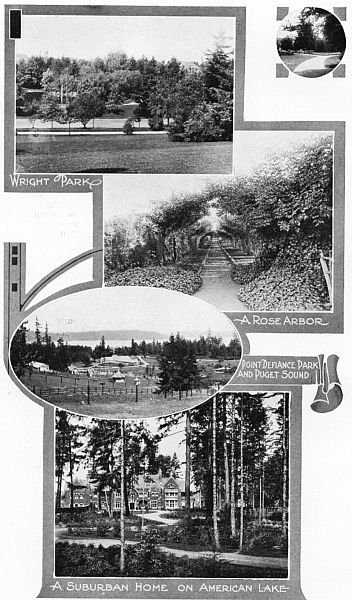 WRIGHT PARK
A ROSE ARBOR
POINT DEFIANCE PARK
AND PUGET SOUND
A SUBURBAN HOME ON AMERICAN LAKE